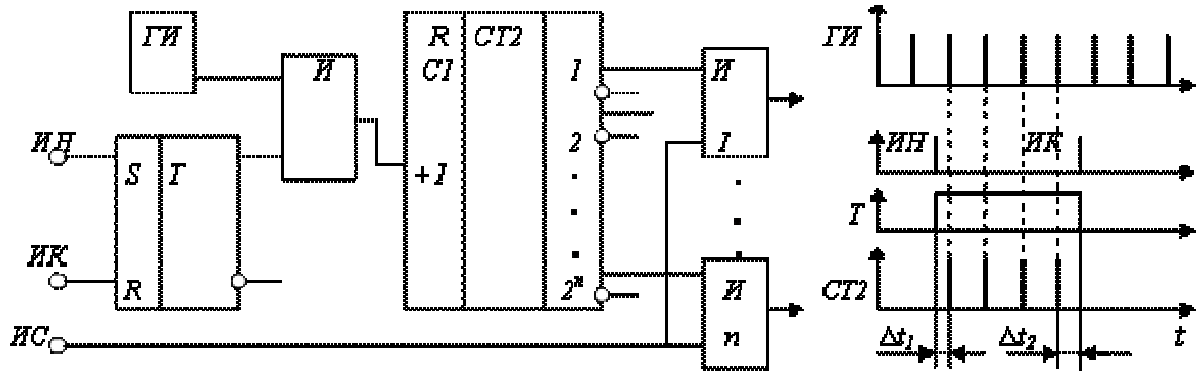 ГИ
И
R СТ2
C1
1
И
1
ИН
S T
+1
2
ИК
R
2ⁿ
И
n
ИС
ГИ
ИН ИК
T
СТ2
Δt₁ Δt₂ t